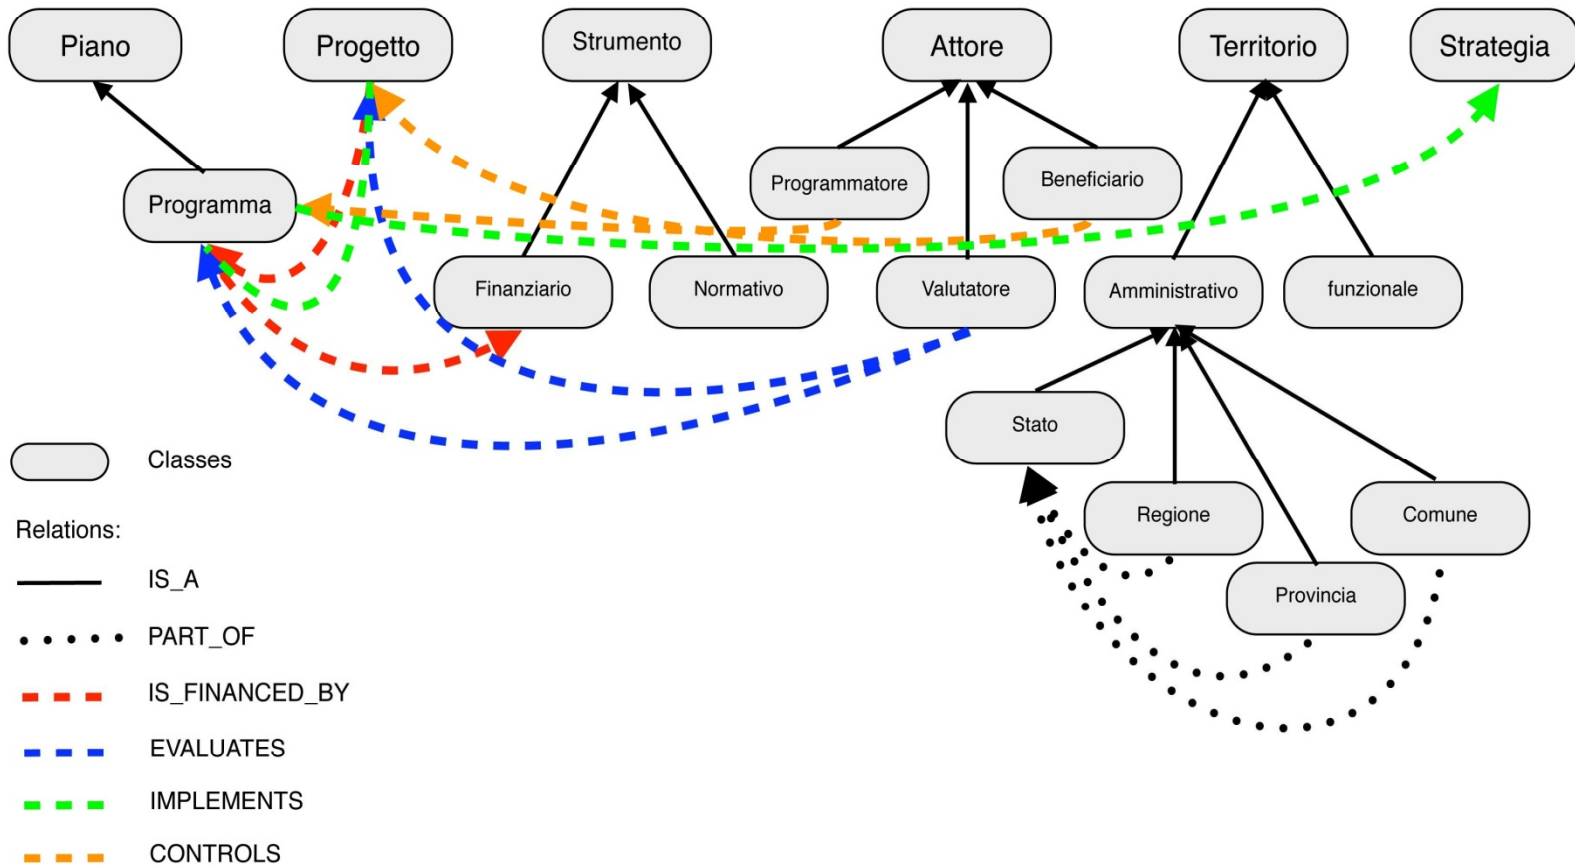 Piano
Progetto
Strumento
Attore
Territorio
Strategia
Programma
Programmatore
Beneficiario
Finanziario
Normativo
Valutatore
Amministrativo
funzionale
Stato
Regione
Comune
Provincia
Classes
Relations:
IS_A
PART_OF
IS_FINANCED_BY
EVALUATES
IMPLEMENTS
CONTROLS